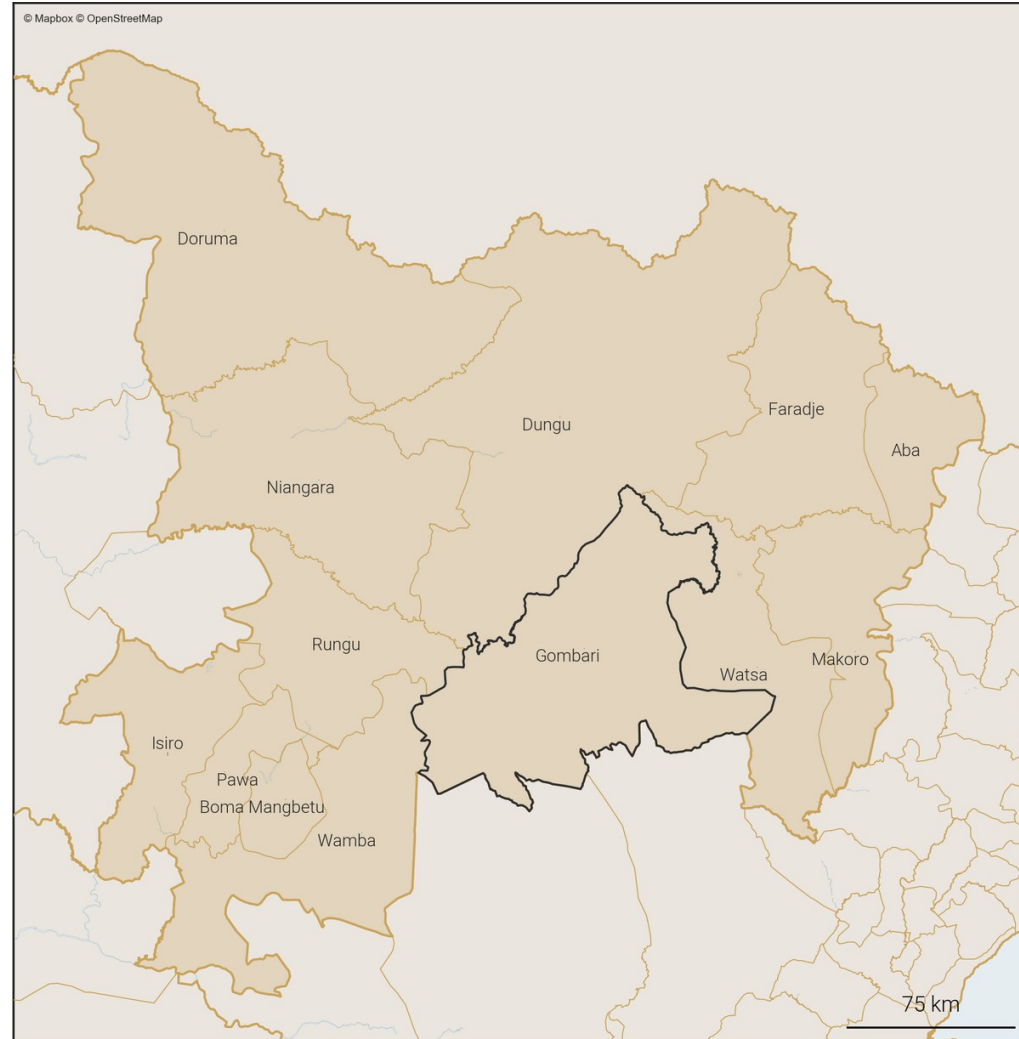 © Mapbox © OpenStreetMap
Doruma
Faradje
Dungu
Aba
Niangara
Rungu
Gombari
Makoro
Watsa
Isiro
Pawa
Boma Mangbetu
Wamba
75 km